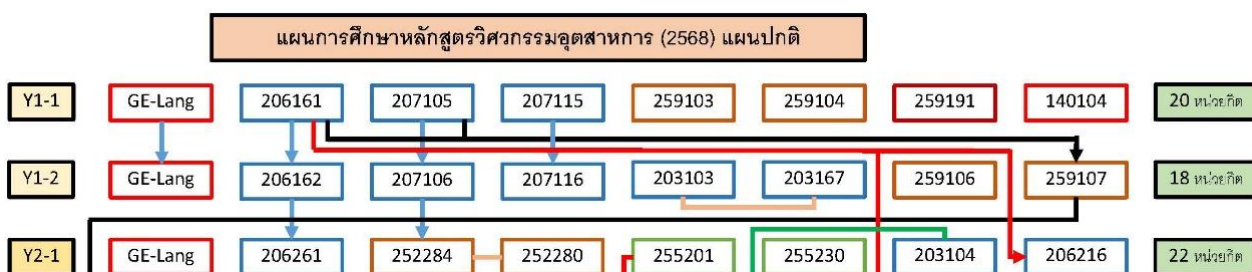 แผนการศึกษาหลักสูตรวิศวกรรมอุตสาหการ (2568) แผนปกติ
Y1-1 GE-Lang 206161 207105 207115 259103 259104 259191 140104 20 หน่วยกิต
Y1-2 GE-Lang 206162 207106 207116 203103 203167 259106 259107 18 หน่วยกิต
Y2-1 GE-Lang 206261 252284 252280 255201 255230 203104 206216 22 หน่วยกิต